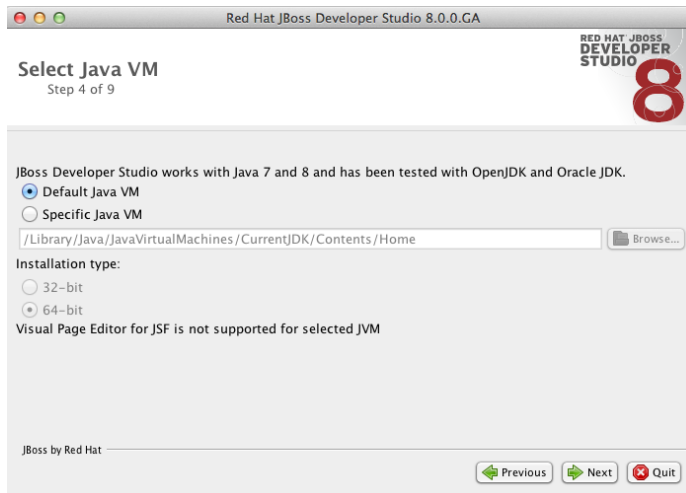 Red Hat JBoss Developer Studio 8.0.0.GA
Select Java VM
Step 4 of 9
RED HAT JBOSS
DEVELOPER
STUDIO
8
JBoss Developer Studio works with Java 7 and 8 and has been tested with OpenJDK and Oracle JDK.
Default Java VM
Specific Java VM
/Library/Java/JavaVirtualMachines/CurrentJDK/Contents/Home
Browse...
Installation type:
32-bit
64-bit
Visual Page Editor for JSF is not supported for selected JVM
JBoss by Red Hat
Previous
Next
Quit